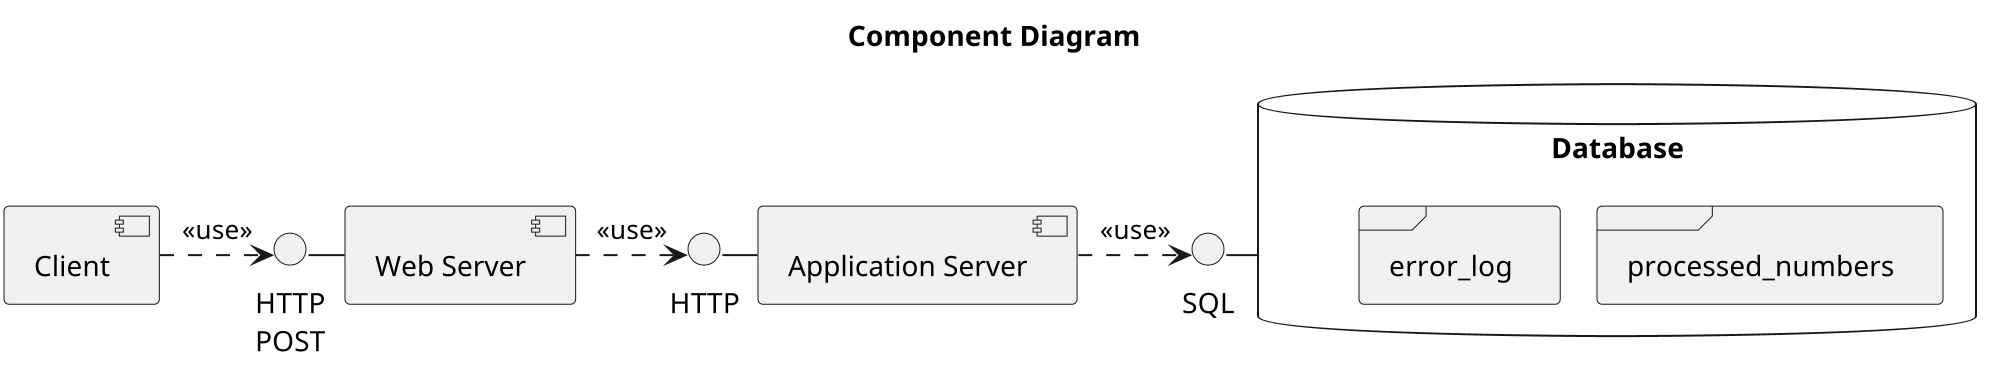 Component Diagram
Database
Client
«use»
HTTP
POST
Web Server
«use»
HTTP
Application Server
«use»
SQL
error_log
processed_numbers